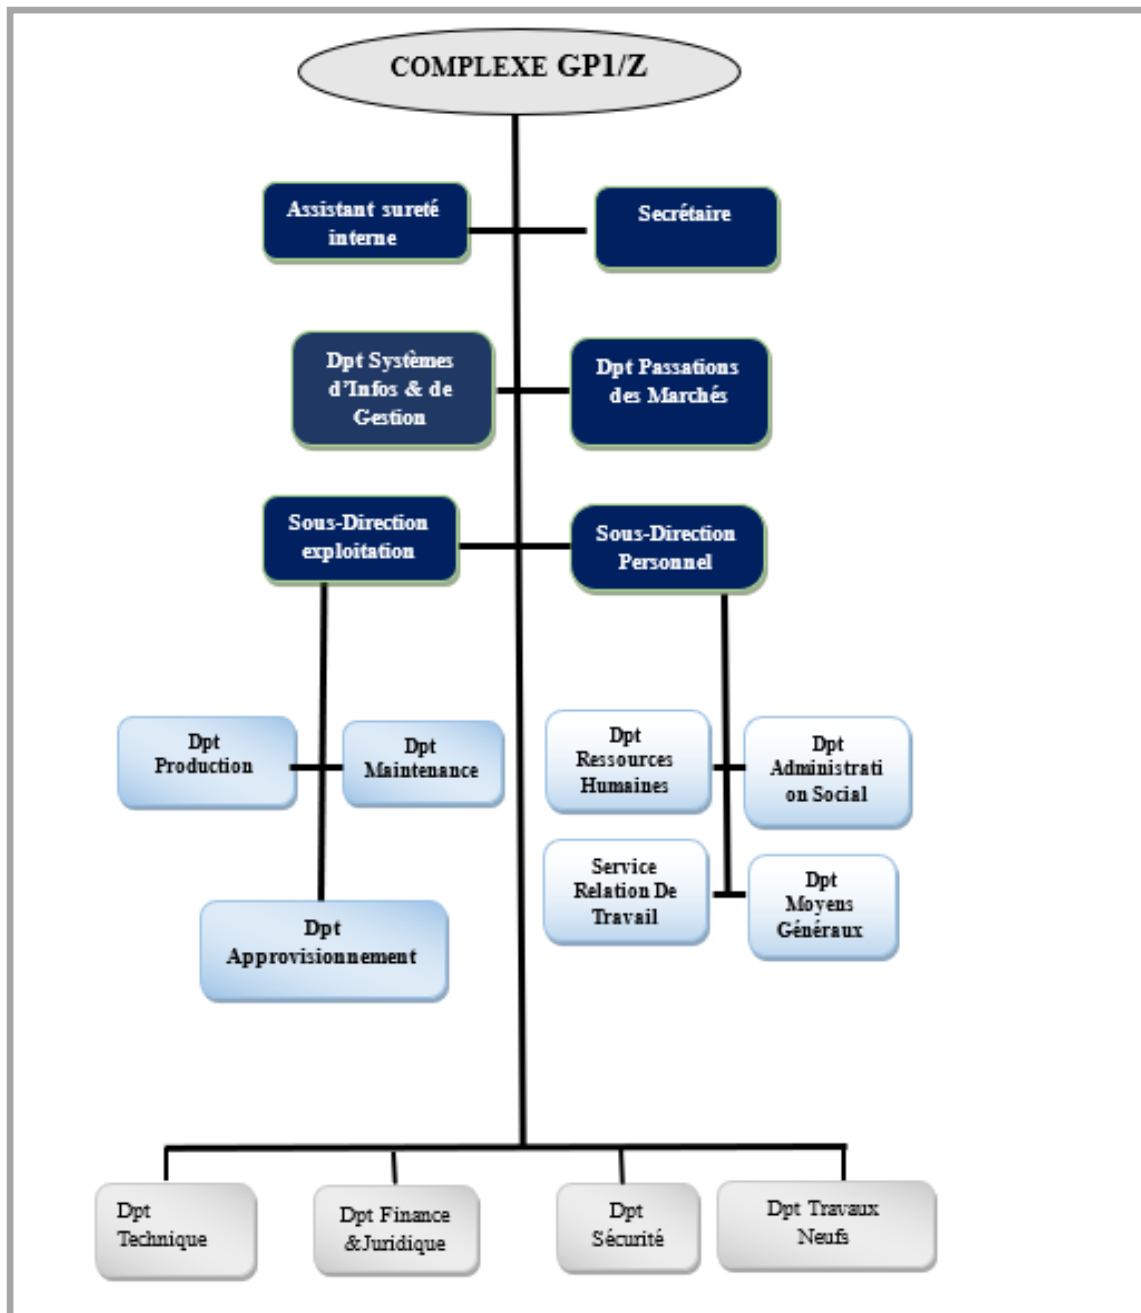 COMPLEXE GP1/Z
Assistant sureté
interne
Secrétaire
Dpt Systèmes
d'Infos & de
Gestion
Dpt Passations
des Marchés
Sous-Direction
exploitation
Sous-Direction
Personnel
Dpt
Production
Dpt
Maintenance
Dpt
Ressources
Humaines
Dpt
Administrati
on Social
Service
Relation De
Travail
Dpt
Moyens
Généraux
Dpt
Approvisionnement
Dpt
Technique
Dpt Finance
&Juridique
Dpt
Sécurité
Dpt Travaux
Neufs